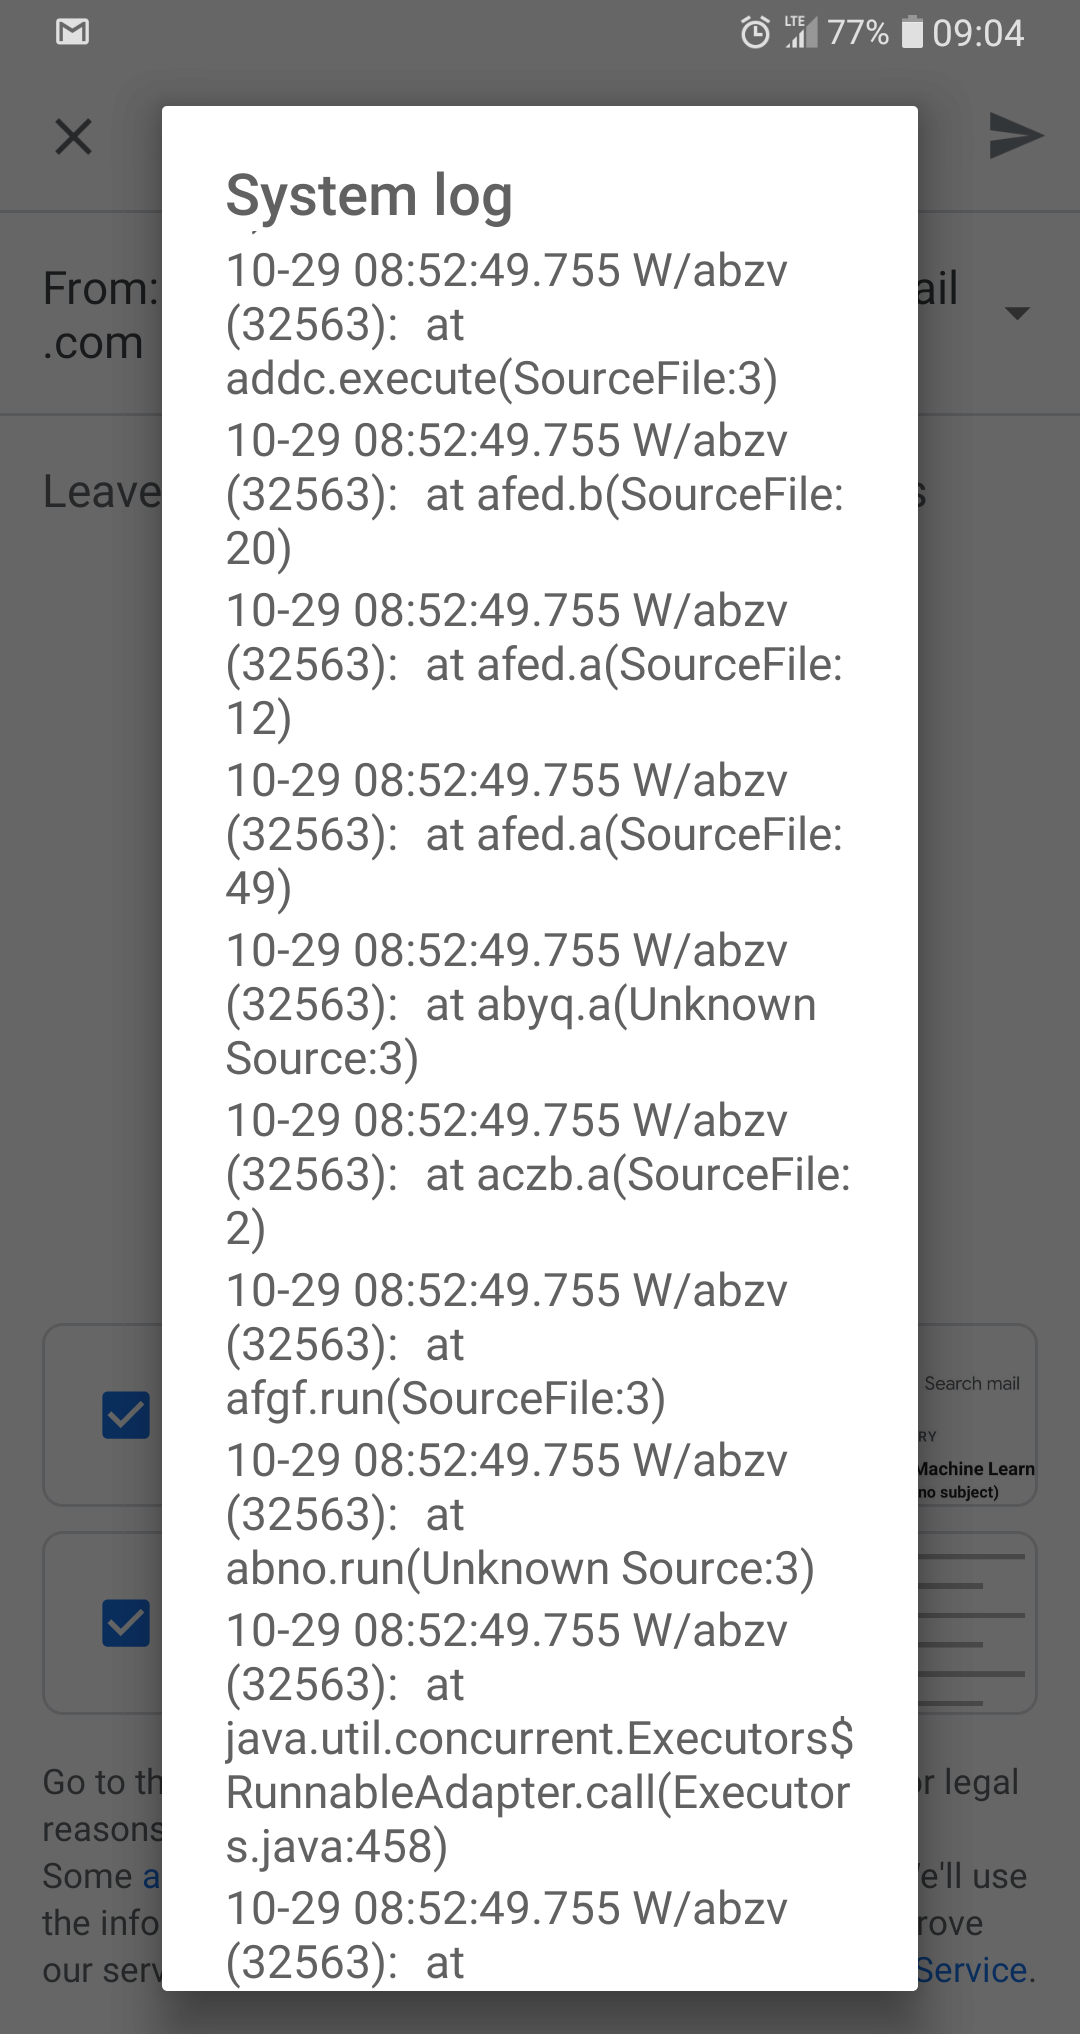 LTE 77% 09:04
System log
From: ail
.com
10-29 08:52:49.755 W/abzv
(32563): at
addc.execute(SourceFile:3)
10-29 08:52:49.755 W/abzv
(32563): at afed.b(SourceFile:
20)
Leave
10-29 08:52:49.755 W/abzv
(32563): at afed.a(SourceFile:
12)
10-29 08:52:49.755 W/abzv
(32563): at afed.a(SourceFile:
49)
10-29 08:52:49.755 W/abzv
(32563): at abyq.a(Unknown
Source:3)
10-29 08:52:49.755 W/abzv
(32563): at aczb.a(SourceFile:
2)
10-29 08:52:49.755 W/abzv
(32563): at
afgf.run(SourceFile:3)
10-29 08:52:49.755 W/abzv
(32563): at
abno.run(Unknown Source:3)
10-29 08:52:49.755 W/abzv
(32563): at
java.util.concurrent.Executors$
RunnableAdapter.call(Executor
s.java:458)
10-29 08:52:49.755 W/abzv
(32563): at
Search mail
RY
Machine Learn
no subject)
Go to th r legal
reasons
Some a e'll use
the info rove
our serv Service.